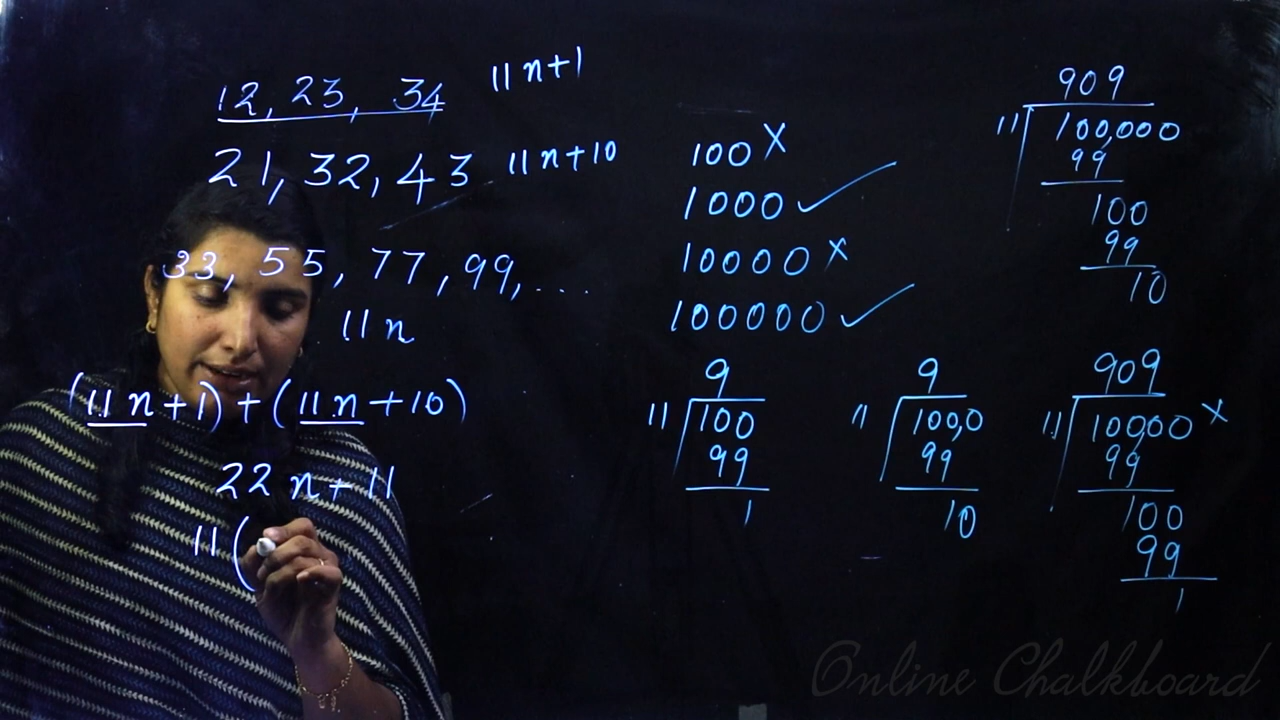 12, 23, 34 11n+1
21, 32, 43 11n+10
33, 55, 77, 99, ....
11n
(11n+1) + (11n+10)
22n+11
11(
100 X
1000 ✓
10000 X
100000 ✓
909
11 100,000
99
100
99
10
9
11 100
99
1
9
11 100,0
99
10
909
11 100,00 X
99
100
99
1
Online Chalkboard